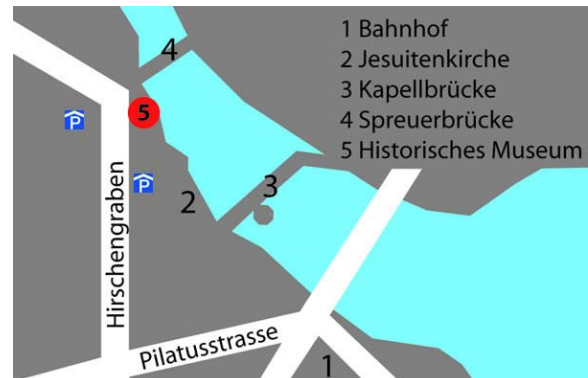 1 Bahnhof
2 Jesuitenkirche
3 Kapellbrücke
4 Spreuerbrücke
5 Historisches Museum
4
5
P
P
3
2
Hirschengraben
Pilatusstrasse
1